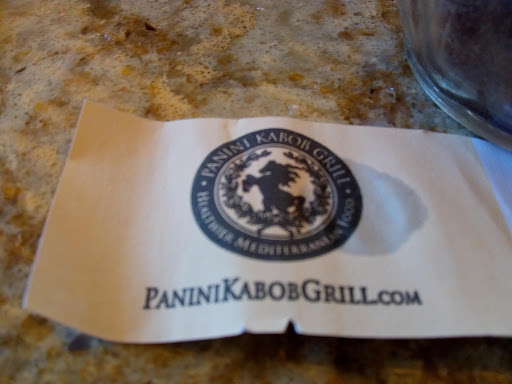 PANINI KABOB GRILL
HEALTHIER MEDITERRANEAN FOOD
PANINIKABOBGRILL.COM